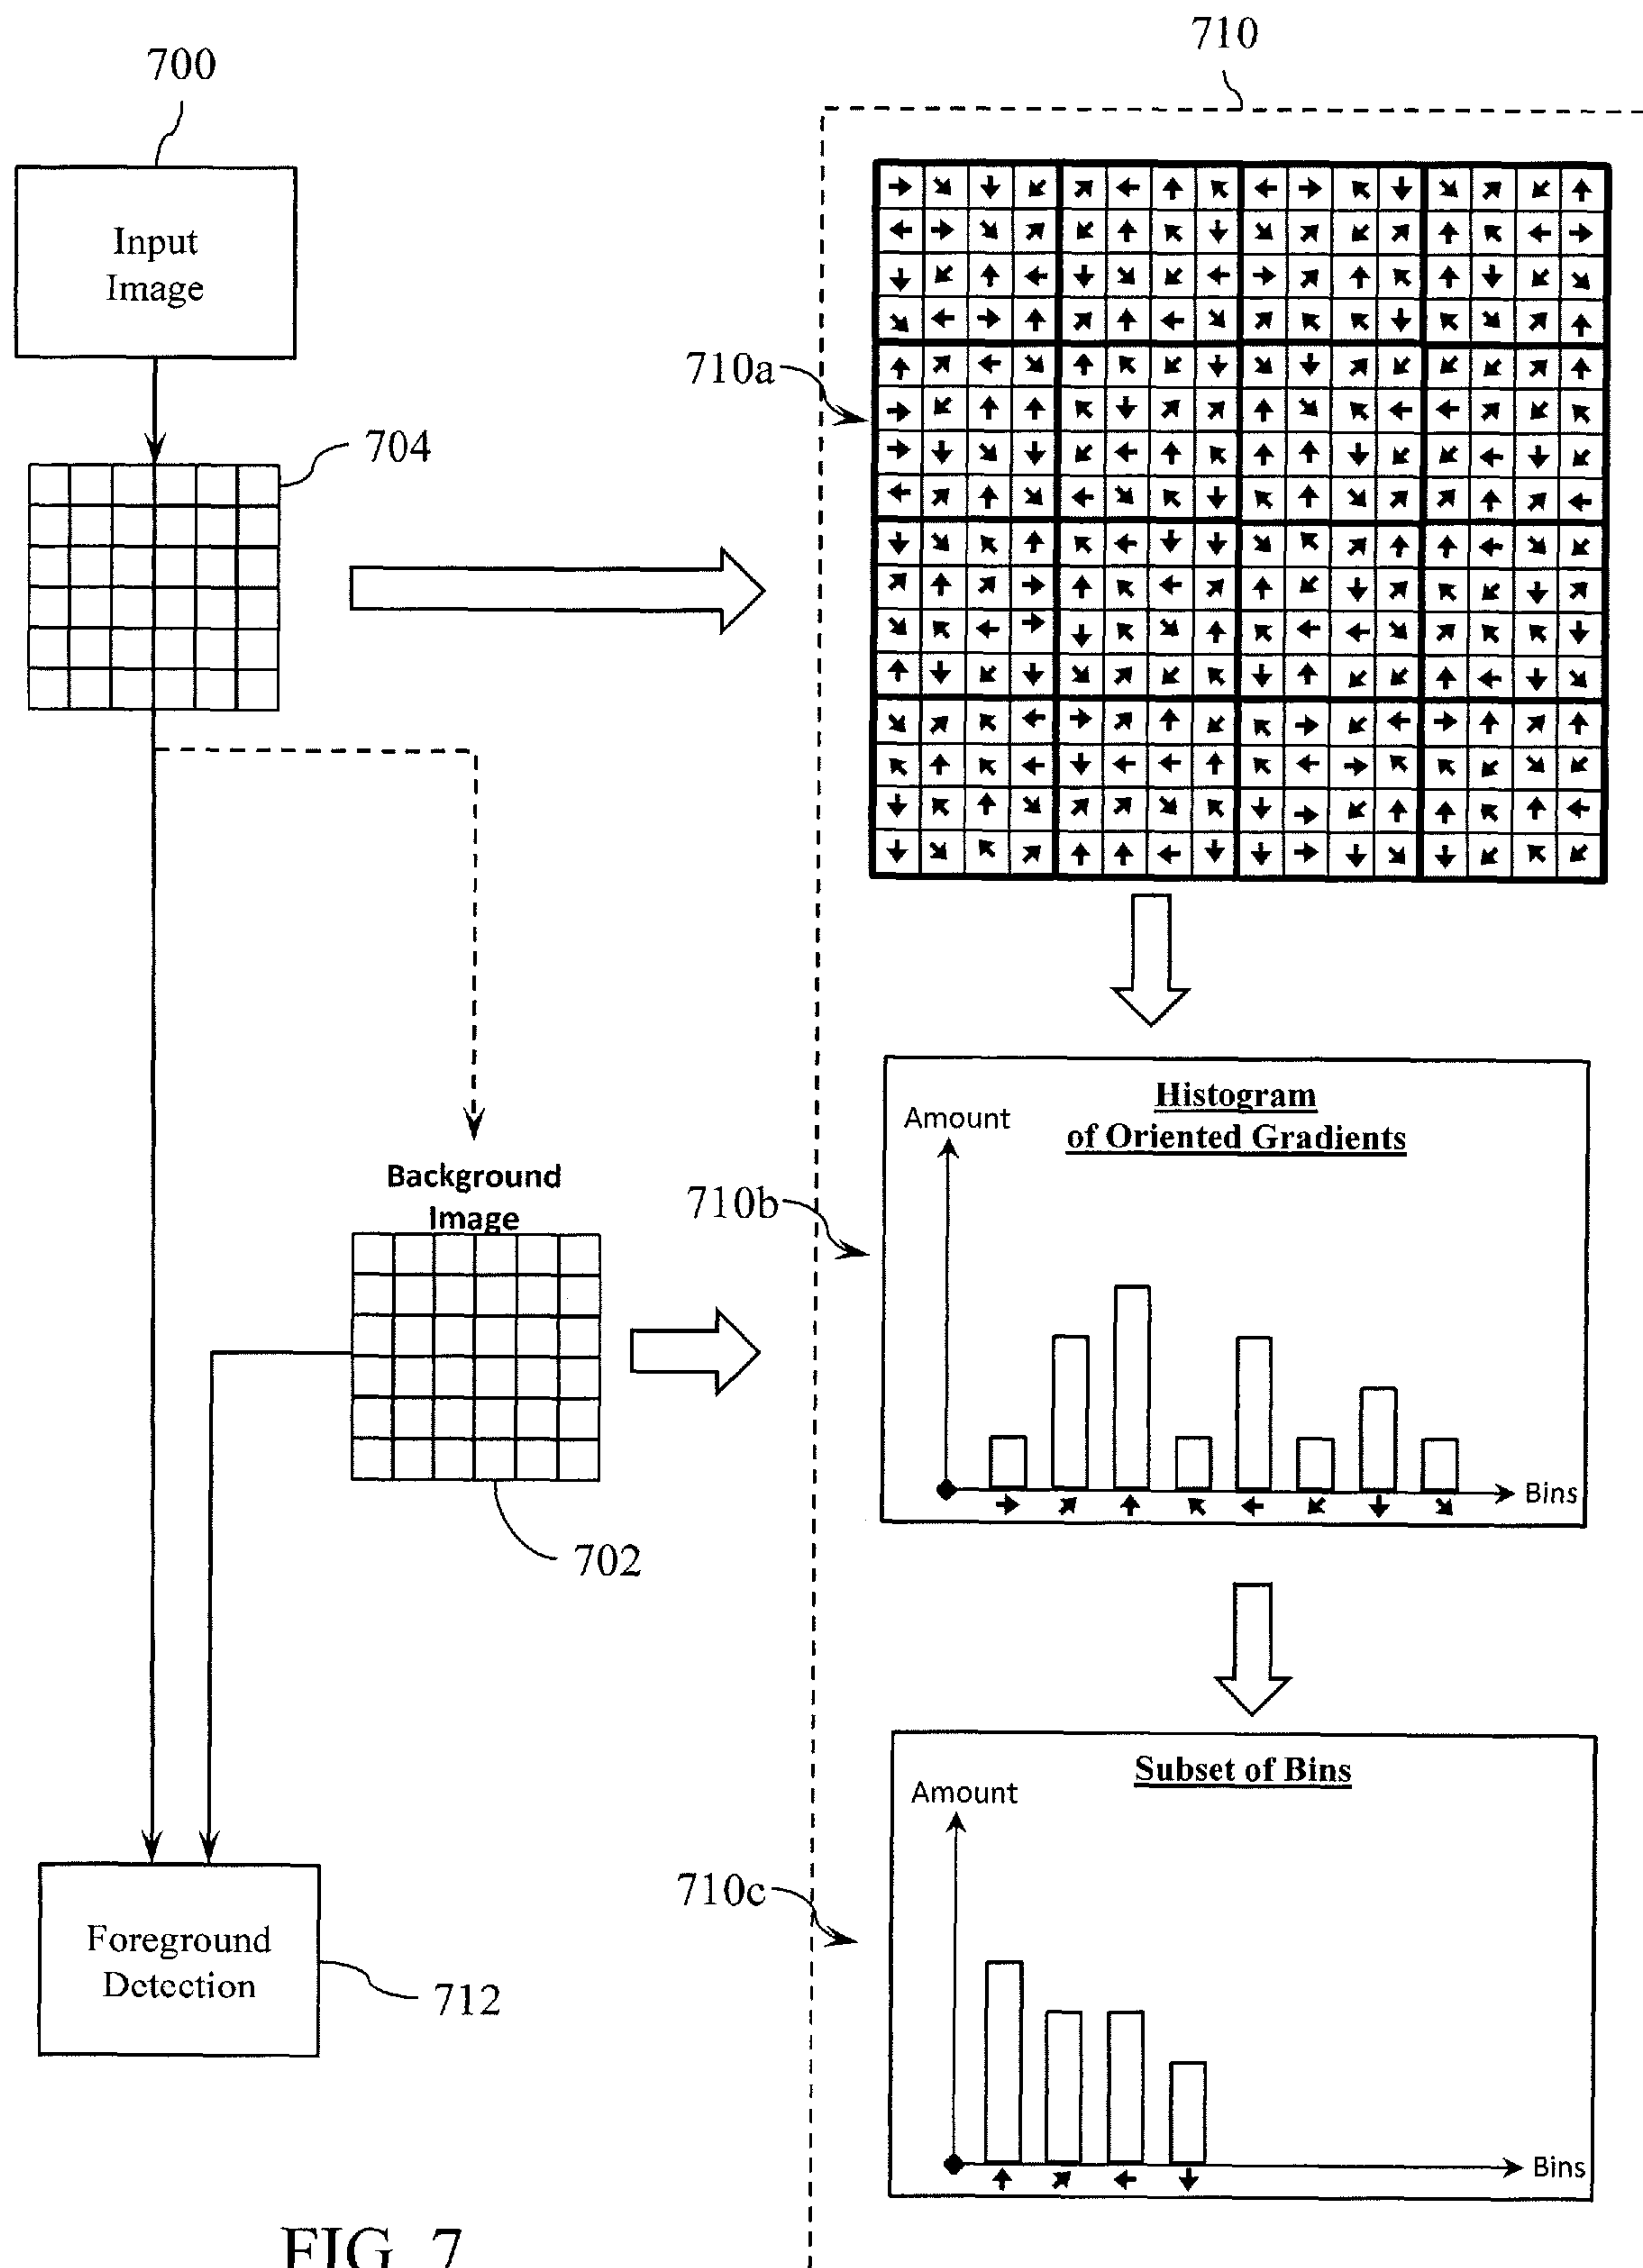 710
700
Input
Image
710a
704
Histogram
of Oriented Gradients
Amount
Background
Image
710b
Bins
702
Subset of Bins
Amount
710c
Foreground
Detection
712
Bins
FIG. 7